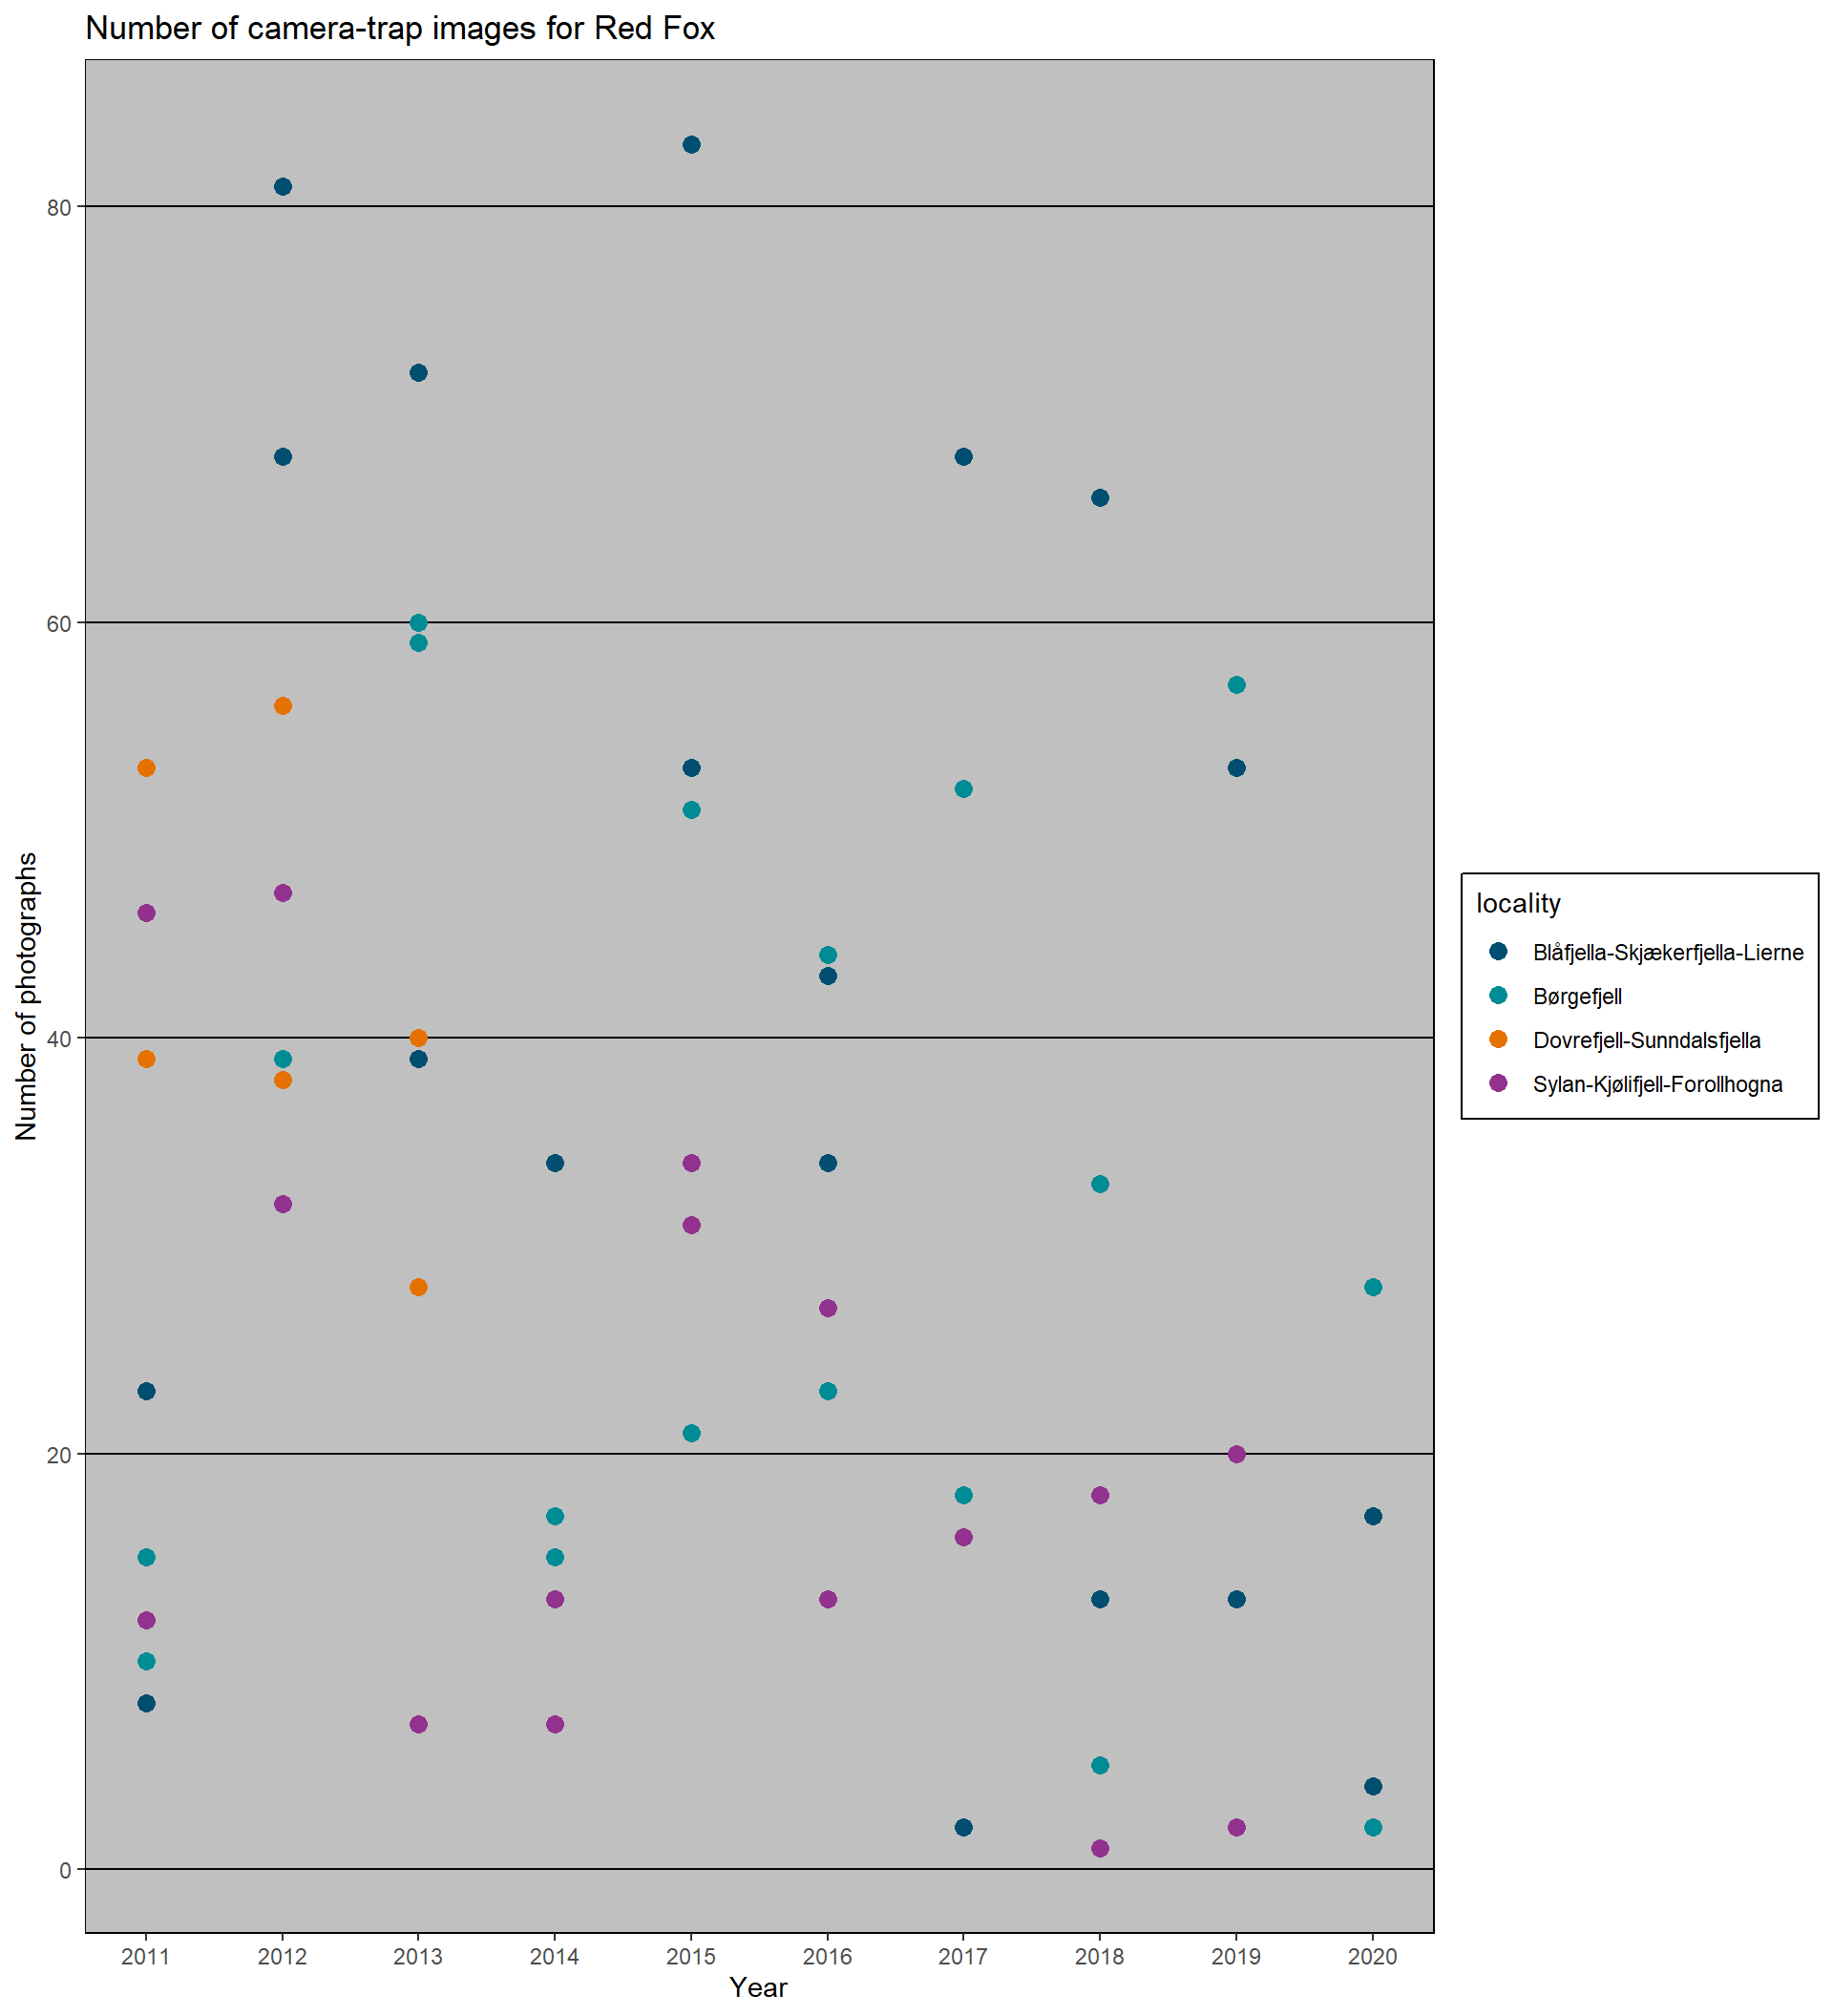 Number of camera-trap images for Red Fox
Number of photographs
80
60
40
20
0
2011 2012 2013 2014 2015 2016 2017 2018 2019 2020
Year
locality
Blåfjella-Skjækerfjella-Lierne
Børgefjell
Dovrefjell-Sunndalsfjella
Sylan-Kjølifjell-Forollhogna